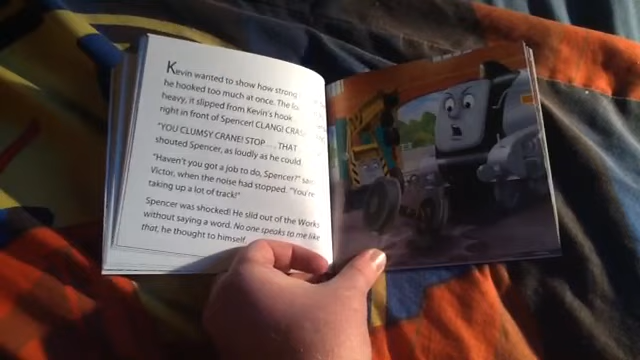 Kevin wanted to show how strong
he hooked too much at once. The
heavy, it slipped from Kevin's hook
right in front of Spencer! CLANG!
"YOU CLUMSY CRANE! STOP . . . THAT
shouted Spencer, as loudly as he could.
"Haven't you got a job to do, Spencer?"
Victor, when the noise had stopped. "You're
taking up a lot of track!"
Spencer was shocked! He slid out of the Works
without saying a word. No one speaks to me like
that, he thought to himself.